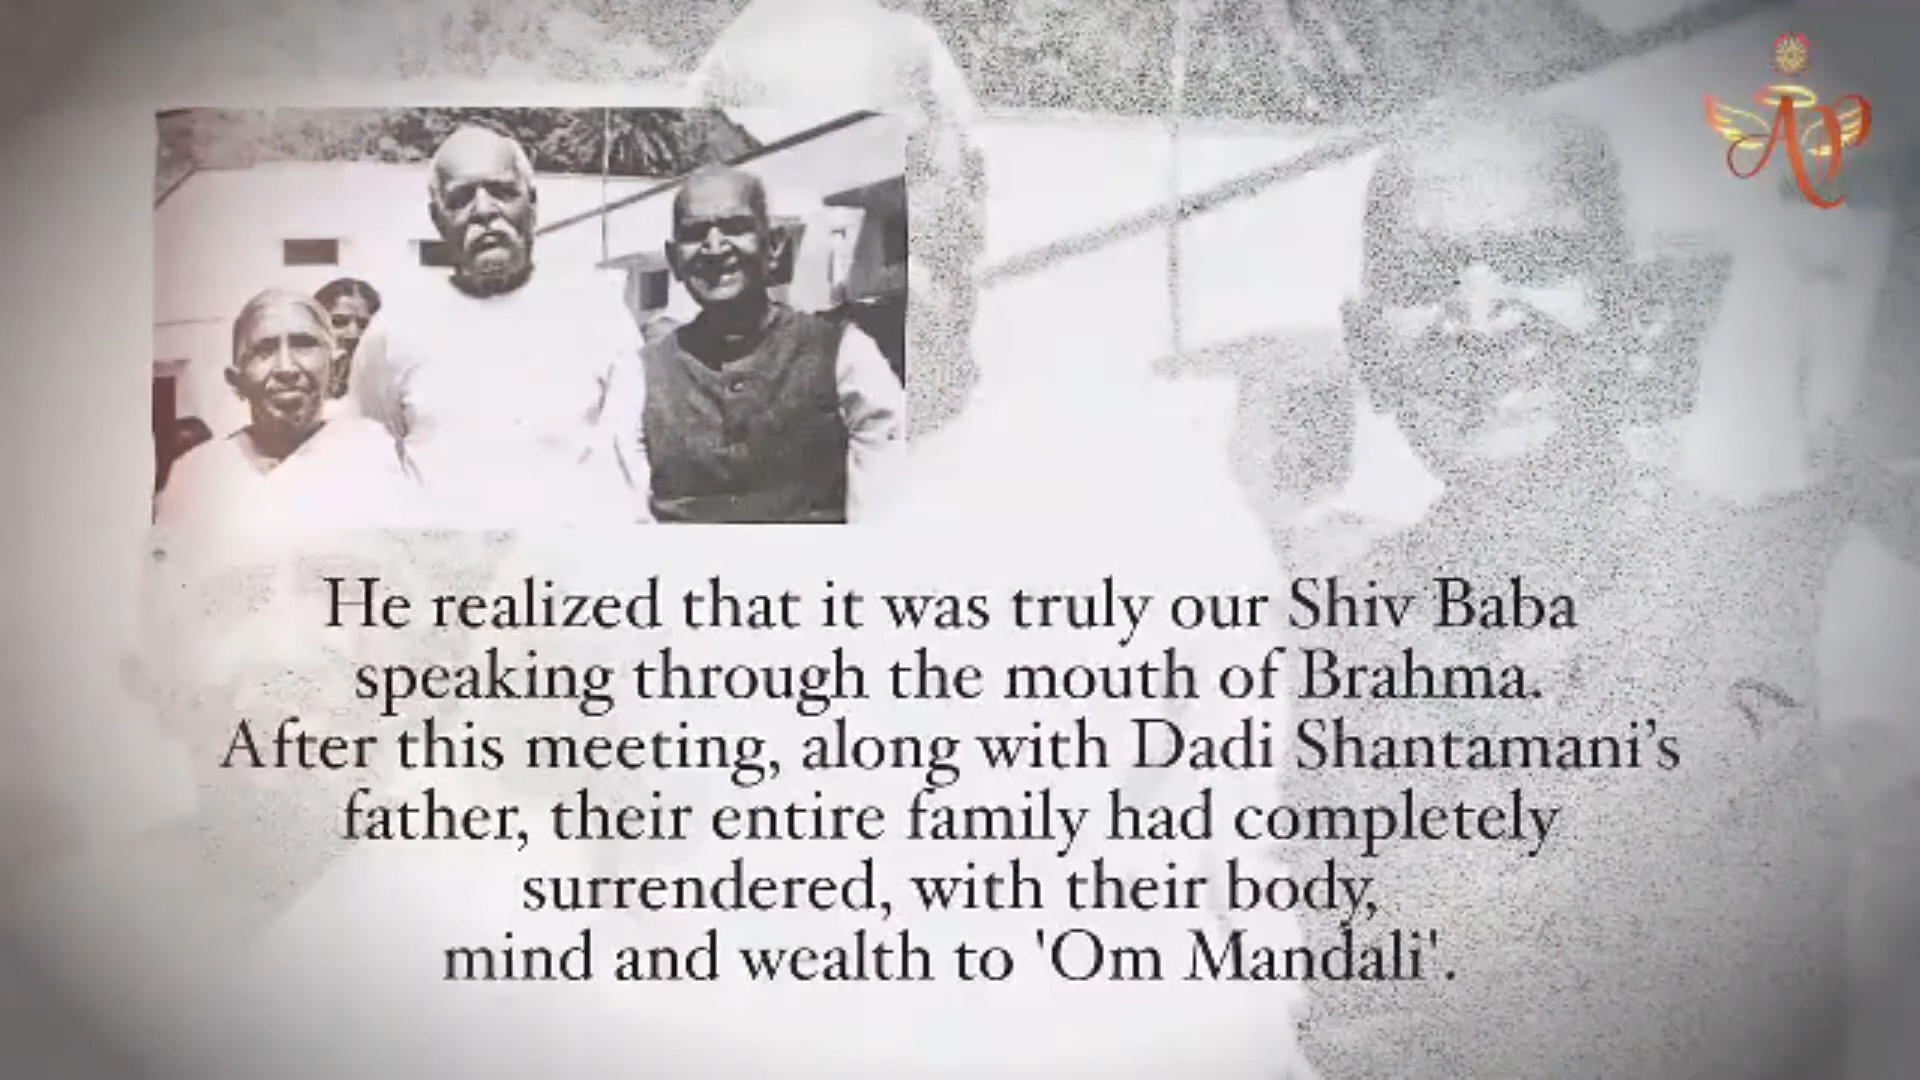 He realized that it was truly our Shiv Baba
speaking through the mouth of Brahma.
After this meeting, along with Dadi Shantamani’s
father, their entire family had completely
surrendered, with their body,
mind and wealth to 'Om Mandali'.